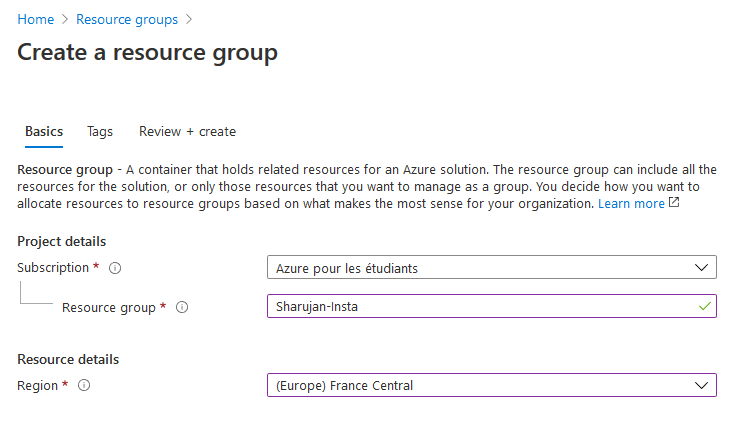 Home > Resource groups >
Create a resource group
Basics Tags Review + create
Resource group - A container that holds related resources for an Azure solution. The resource group can include all the
resources for the solution, or only those resources that you want to manage as a group. You decide how you want to
allocate resources to resource groups based on what makes the most sense for your organization. Learn more
Project details
Subscription * Azure pour les étudiants
Resource group * Sharujan-Insta
Resource details
Region * (Europe) France Central